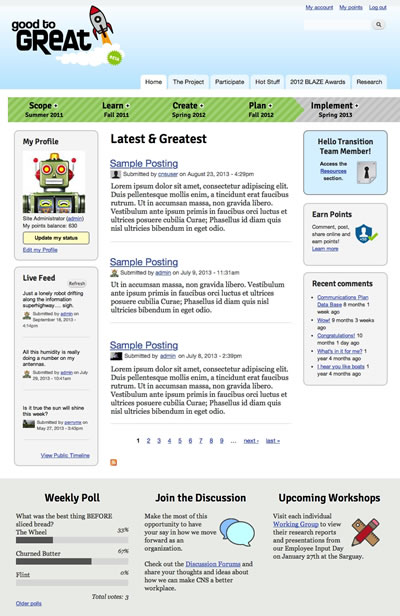 My account   My points   Log out
good to
GREAT
BETA
Home   The Project   Participate   Hot Stuff   2012 BLAZE Awards   Research
Scope +   Learn +   Create +   Plan +   Implement +
Summer 2011   Fall 2011   Spring 2012   Fall 2012   Spring 2013
My Profile
Site Administrator (admin)
My points balance: 830
Update my status
Edit my Profile
Live Feed
Refresh
Just a lonely robot drifting
along the information
superhighway..... sigh.
by admin on
September 18, 2013 -
4:14pm
All this humidity is really
doing a number on my
antennas.
by admin on July
29, 2013 - 10:41am
Is it true the sun will shine
this week?
by
on
May 27, 2013 - 3:43pm
View Public Timeline
Latest & Greatest
Sample Posting
Submitted by cnsuser on August 23, 2013 - 4:29pm
Lorem ipsum dolor sit amet, consectetur adipiscing elit.
Duis pellentesque mollis enim, a tincidunt erat rutrum.
Ut in accumsan massa, non gravida libero.
Vestibulum ante ipsum primis in faucibus orci luctus et
ultrices posuere cubilia Curae; Phasellus id diam quis
nisl ultricies bibendum et eget odio.
Sample Posting
Submitted by admin on July 9, 2013 - 11:31am
Ut in accumsan massa, non gravida libero. Vestibulum
ante ipsum primis in faucibus orci luctus et ultrices
posuere cubilia Curae; Phasellus id diam quis nisl
ultricies bibendum et eget odio.
Sample Posting
Submitted by admin on July 8, 2013 - 2:39pm
Lorem ipsum dolor sit amet, consectetur adipiscing elit.
Duis pellentesque mollis enim, a tincidunt erat
rutrum. Ut in accumsan massa, non gravida libero.
Vestibulum ante ipsum primis in faucibus orci luctus et
ultrices posuere cubilia Curae; Phasellus id diam quis
nisl ultricies bibendum et eget odio.
1 2 3 4 5 6 7 8 9 … next › last »
Hello Transition
Team Member!
Access the
Resources
section.
Earn Points
Comment, post,
share online and
earn points!
Learn more
Recent comments
Communications Plan
Data Base 8 months 1
week ago
Wow! 9 months 3 weeks
ago
Congratulations! 10
months 1 day ago
What's in it for me? 1
year 4 months ago
I hear you like boats 1
year 4 months ago
Weekly Poll
What was the best thing BEFORE
sliced bread?
The Wheel
33%
Churned Butter
67%
Flint
0%
Total votes: 3
Older polls
Join the Discussion
Make the most of this
opportunity to have
your say in how we move
forward as an
organization.
Check out the Discussion Forums and
share your thoughts and ideas about
how we can make CNS a better
workplace.
Upcoming Workshops
Visit each individual
Working Group to view
their research reports
and presentations from
our Employee Input Day
on January 27th at the Sarguay.